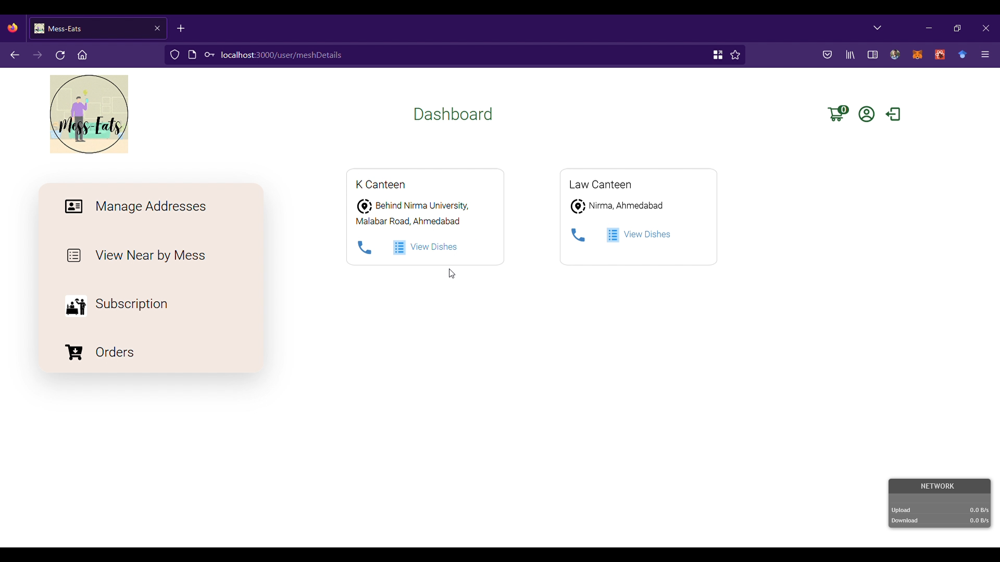 Mess-Eats
localhost:3000/user/meshDetails
Mess-Eats
Dashboard
0
Manage Addresses
View Near by Mess
Subscription
Orders
K Canteen
Behind Nirma University,
Malabar Road, Ahmedabad
View Dishes
Law Canteen
Nirma, Ahmedabad
View Dishes
NETWORK
Upload 0.0 B/s
Download 0.0 B/s